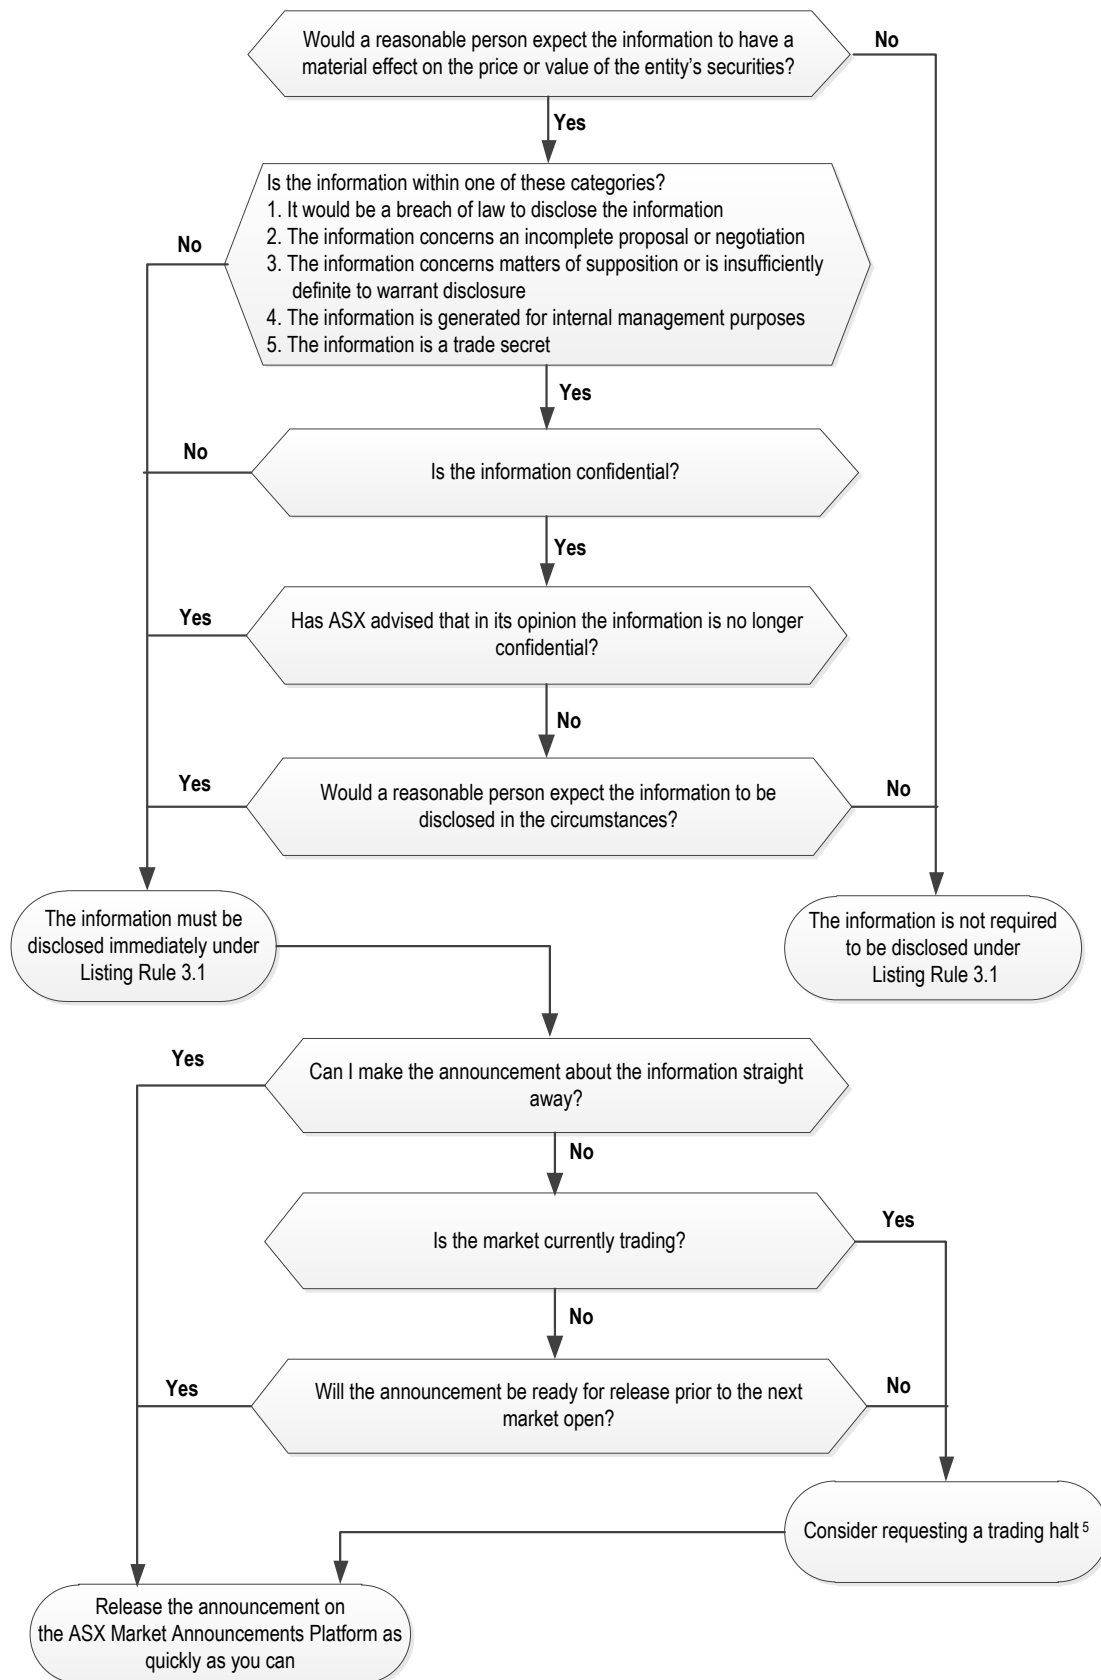 Would a reasonable person expect the information to have a
material effect on the price or value of the entity’s securities?
No
Yes
Is the information within one of these categories?
1. It would be a breach of law to disclose the information
2. The information concerns an incomplete proposal or negotiation
3. The information concerns matters of supposition or is insufficiently
definite to warrant disclosure
4. The information is generated for internal management purposes
5. The information is a trade secret
No
Yes
No
Is the information confidential?
Yes
Yes
Has ASX advised that in its opinion the information is no longer
confidential?
No
Yes
Would a reasonable person expect the information to be
disclosed in the circumstances?
No
The information must be
disclosed immediately under
Listing Rule 3.1
The information is not required
to be disclosed under
Listing Rule 3.1
Yes
Can I make the announcement about the information straight
away?
No
Is the market currently trading?
Yes
No
Yes
Will the announcement be ready for release prior to the next
market open?
No
Consider requesting a trading halt 5
Release the announcement on
the ASX Market Announcements Platform as
quickly as you can